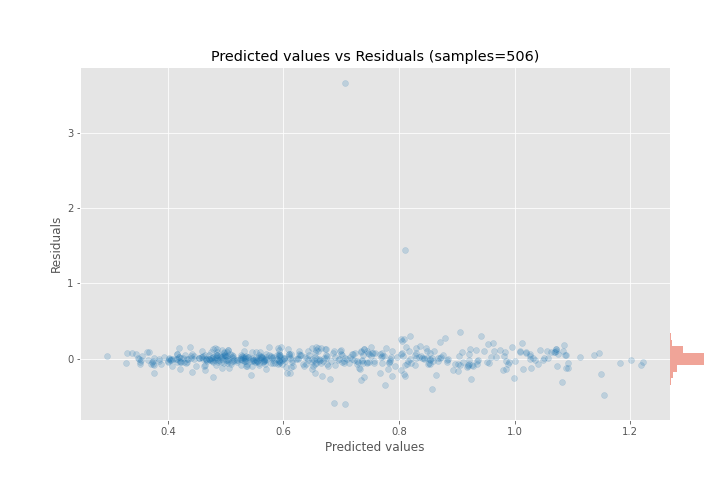 Predicted values vs Residuals (samples=506)
3
2
1
0
Residuals
0.4 0.6 0.8 1.0 1.2
Predicted values